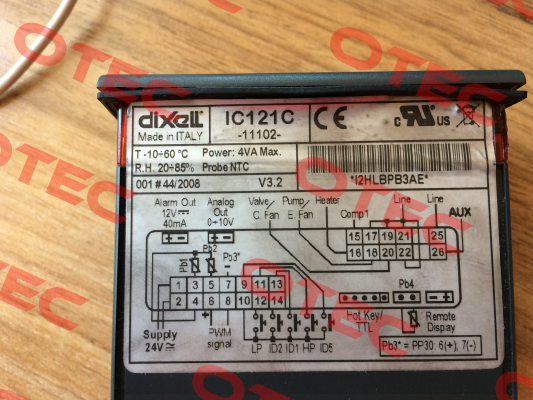 OTEC
dixell
Made in ITALY
IC121C
-11102-
CE
c RU US
T -10÷60 °C Power: 4VA Max.
R.H. 20÷85% Probe NTC
001 # 44/2008 V3.2
*I2HLBPB3AE*
Alarm Out
12V⎓
40mA
Analog
Out
0÷10V
Valve/
C. Fan
Pump/
E. Fan
Heater
Comp1
Line
Line
AUX
15 17 19 21 25
16 18 20 22 26
Pb1
Pb2
Pb3*
1 3 5 7 9 11 13
2 4 6 8 10 12 14
Supply
24V
PWM
signal
LP ID2 ID1 HP ID5
Hot Key/
TTL
Pb4
Remote
Display
Pb3* = PP30: 6(+); 7(-)